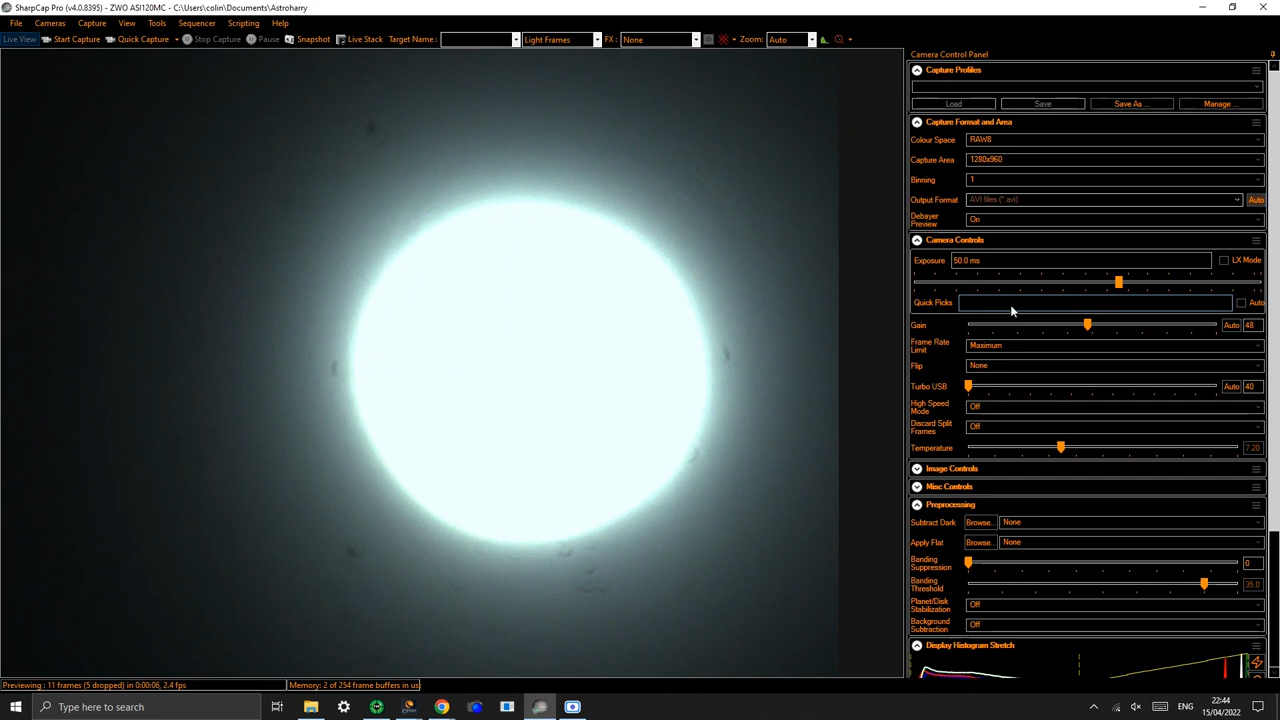 SharpCap Pro (v4.0.8395) - ZWO ASI120MC - C:\Users\colin\Documents\Astroharry
File Cameras Capture View Tools Sequencer Scripting Help
Live View Start Capture Quick Capture Stop Capture Pause Snapshot Live Stack Target Name : Light Frames FX : None Zoom: Auto
Camera Control Panel
Capture Profiles
Load Save Save As ... Manage ...
Capture Format and Area
Colour Space RAW8
Capture Area 1280x960
Binning 1
Output Format AVI files (*.avi) Auto
Debayer Preview On
Camera Controls
Exposure 50.0 ms LX Mode
Quick Picks Auto
Gain Auto 48
Frame Rate Limit Maximum
Flip None
Turbo USB Auto 40
High Speed Mode Off
Discard Split Frames Off
Temperature 7.20
Image Controls
Misc Controls
Preprocessing
Subtract Dark Browse... None
Apply Flat Browse... None
Banding Suppression 0
Banding Threshold 35.0
Planet/Disk Stabilization Off
Background Subtraction Off
Display Histogram Stretch
Previewing : 11 frames (5 dropped) in 0:00:06, 2.4 fps Memory: 2 of 254 frame buffers in us
Type here to search
22:44
15/04/2022